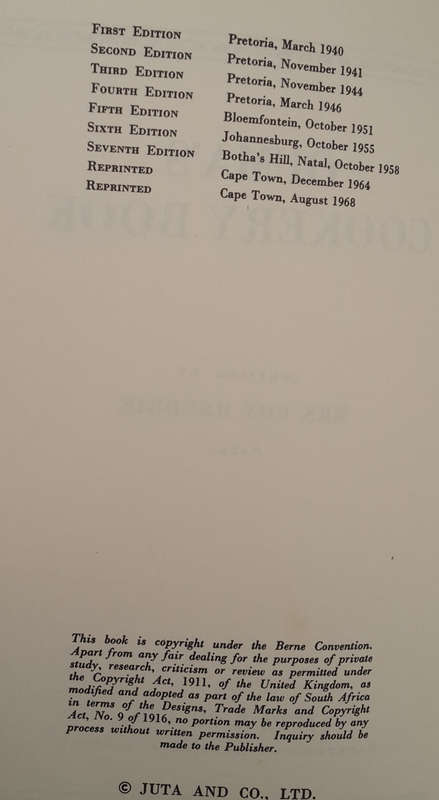 First Edition Pretoria, March 1940
Second Edition Pretoria, November 1941
Third Edition Pretoria, November 1944
Fourth Edition Pretoria, March 1946
Fifth Edition Bloemfontein, October 1951
Sixth Edition Johannesburg, October 1955
Seventh Edition Botha's Hill, Natal, October 1958
Reprinted Cape Town, December 1964
Reprinted Cape Town, August 1968
COOKERY BOOK
This book is copyright under the Berne Convention.
Apart from any fair dealing for the purposes of private
study, research, criticism or review as permitted under
the Copyright Act, 1911, of the United Kingdom, as
modified and adopted as part of the law of South Africa
in terms of the Designs, Trade Marks and Copyright
Act, No. 9 of 1916, no portion may be reproduced by any
process without written permission. Inquiry should be
made to the Publisher.
© JUTA AND CO., LTD.